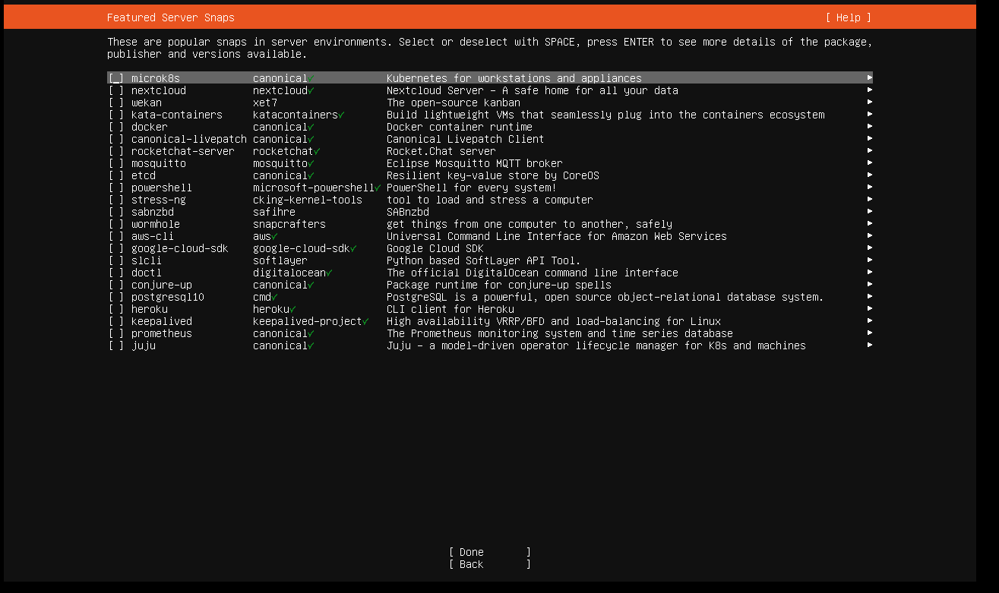 Featured Server Snaps [ Help ]
These are popular snaps in server environments. Select or deselect with SPACE, press ENTER to see more details of the package,
publisher and versions available.
[_] microk8s canonical✓ Kubernetes for workstations and appliances ►
[ ] nextcloud nextcloud✓ Nextcloud Server - A safe home for all your data ►
[ ] wekan xet7 The open-source kanban ►
[ ] kata-containers katacontainers✓ Build lightweight VMs that seamlessly plug into the containers ecosystem ►
[ ] docker canonical✓ Docker container runtime ►
[ ] canonical-livepatch canonical✓ Canonical Livepatch Client ►
[ ] rocketchat-server rocketchat✓ Rocket.Chat server ►
[ ] mosquitto mosquitto✓ Eclipse Mosquitto MQTT broker ►
[ ] etcd canonical✓ Resilient key-value store by CoreOS ►
[ ] powershell microsoft-powershell✓ PowerShell for every system! ►
[ ] stress-ng cking-kernel-tools tool to load and stress a computer ►
[ ] sabnzbd safihre SABnzbd ►
[ ] wormhole snapcrafters get things from one computer to another, safely ►
[ ] aws-cli aws✓ Universal Command Line Interface for Amazon Web Services ►
[ ] google-cloud-sdk google-cloud-sdk✓ Google Cloud SDK ►
[ ] slcli softlayer Python based SoftLayer API Tool. ►
[ ] doctl digitalocean✓ The official DigitalOcean command line interface ►
[ ] conjure-up canonical✓ Package runtime for conjure-up spells ►
[ ] postgresql10 cmd✓ PostgreSQL is a powerful, open source object-relational database system. ►
[ ] heroku heroku✓ CLI client for Heroku ►
[ ] keepalived keepalived-project✓ High availability VRRP/BFD and load-balancing for Linux ►
[ ] prometheus canonical✓ The Prometheus monitoring system and time series database ►
[ ] juju canonical✓ Juju - a model-driven operator lifecycle manager for K8s and machines ►
[ Done ]
[ Back ]